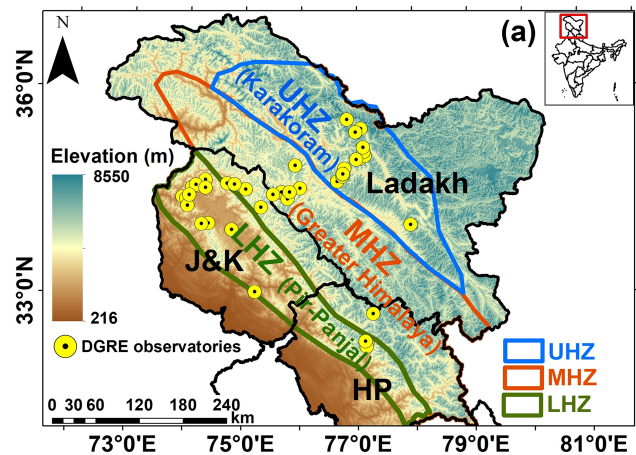 N
(a)
36°0'N
33°0'N
UHZ
(Karakoram)
Ladakh
MHZ
(Greater Himalaya)
LHZ (Pir-Panjal)
J&K
HP
Elevation (m)
8550
216
DGRE observatories
0 30 60 120 180 240
km
UHZ
MHZ
LHZ
73°0'E 75°0'E 77°0'E 79°0'E 81°0'E